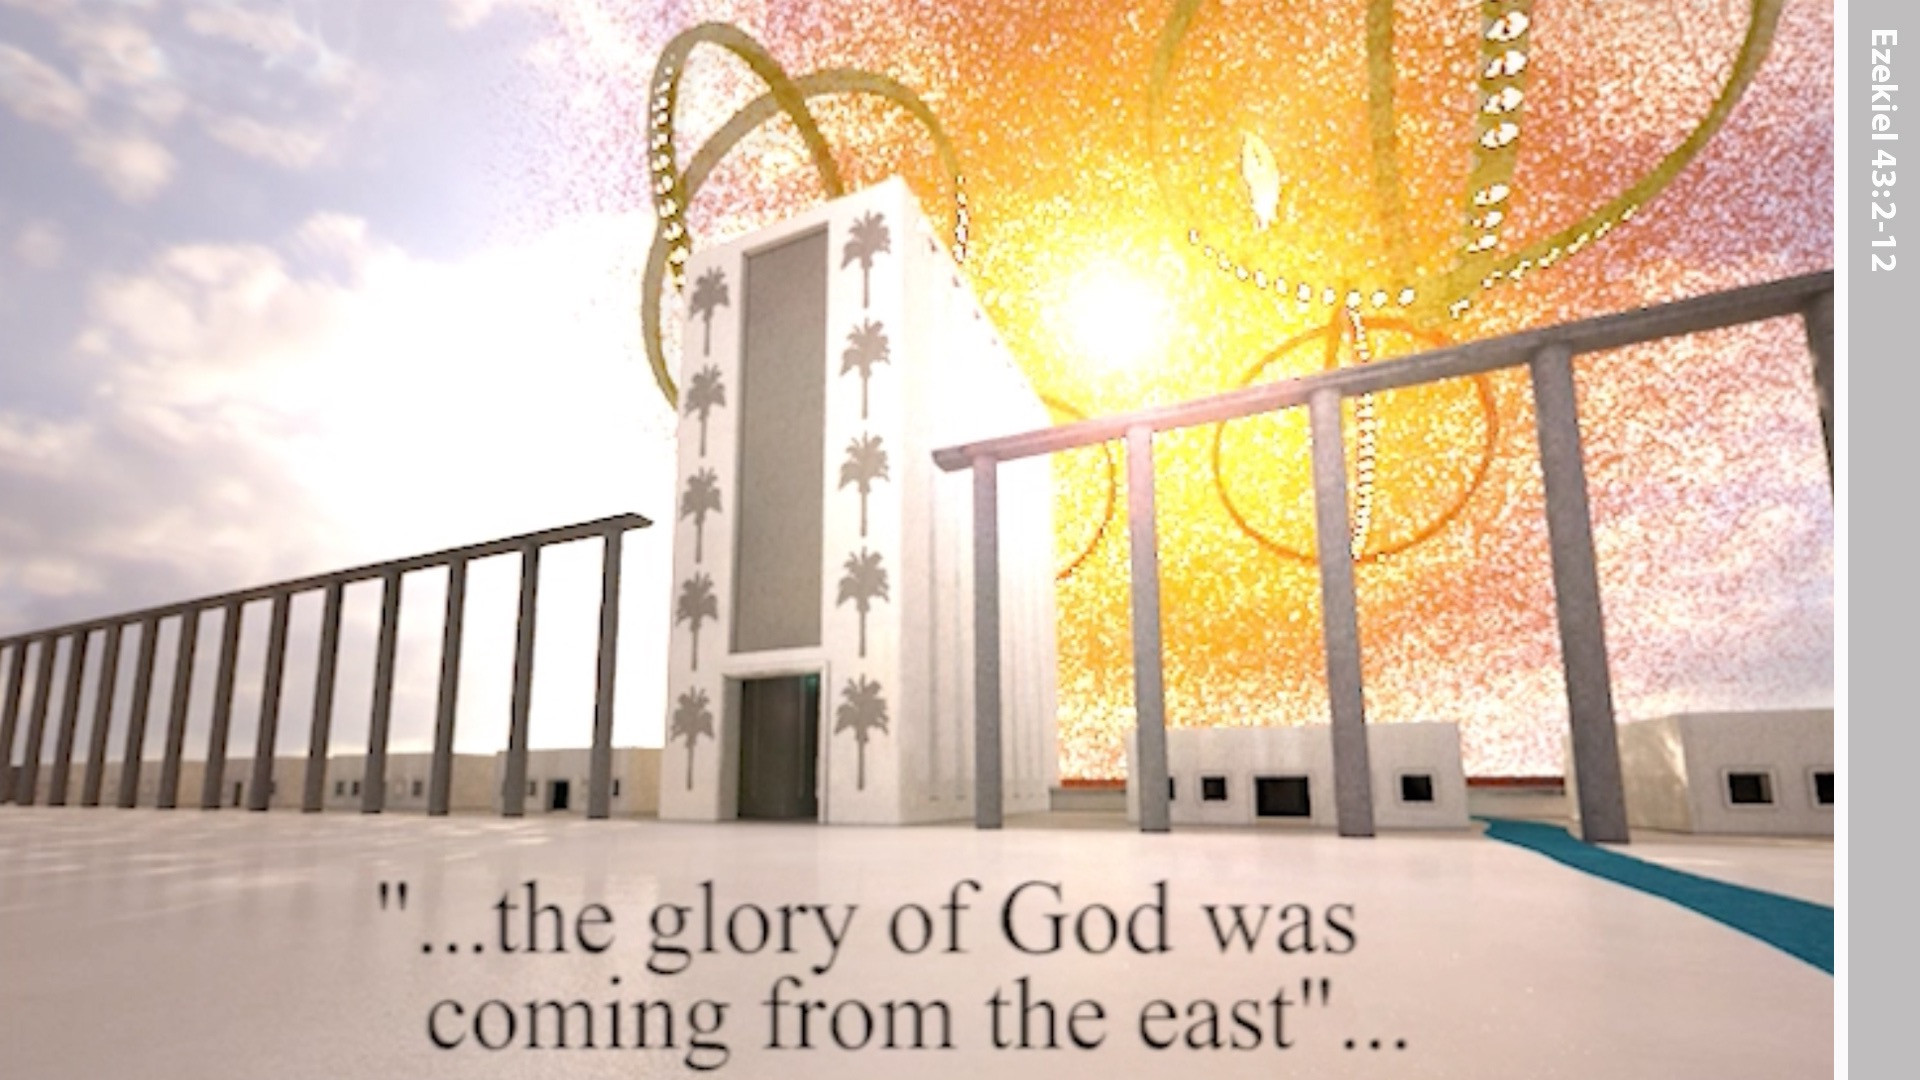 "...the glory of God was
coming from the east"...
Ezekiel 43:2-12